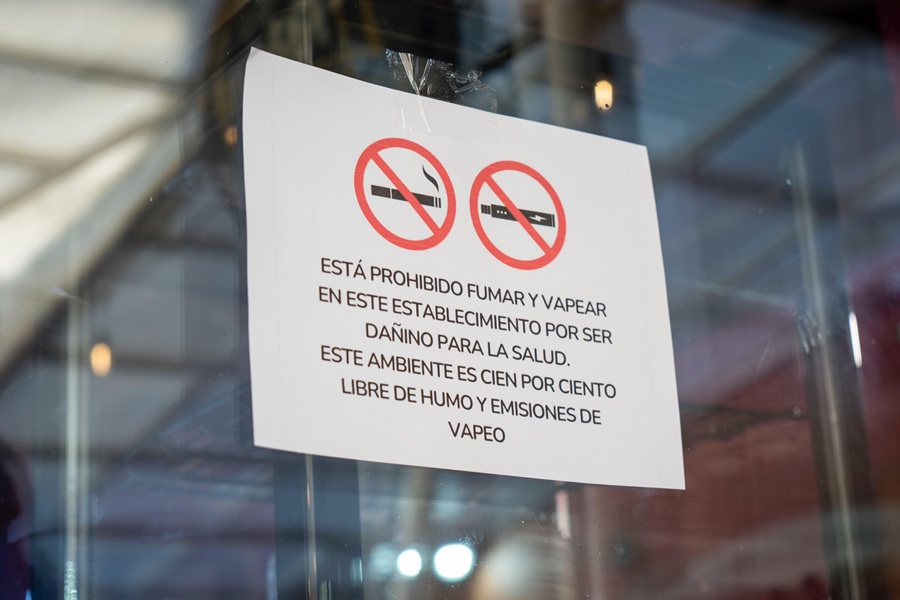 ESTÁ PROHIBIDO FUMAR Y VAPEAR
EN ESTE ESTABLECIMIENTO POR SER
DAÑINO PARA LA SALUD.
ESTE AMBIENTE ES CIEN POR CIENTO
LIBRE DE HUMO Y EMISIONES DE
VAPEO